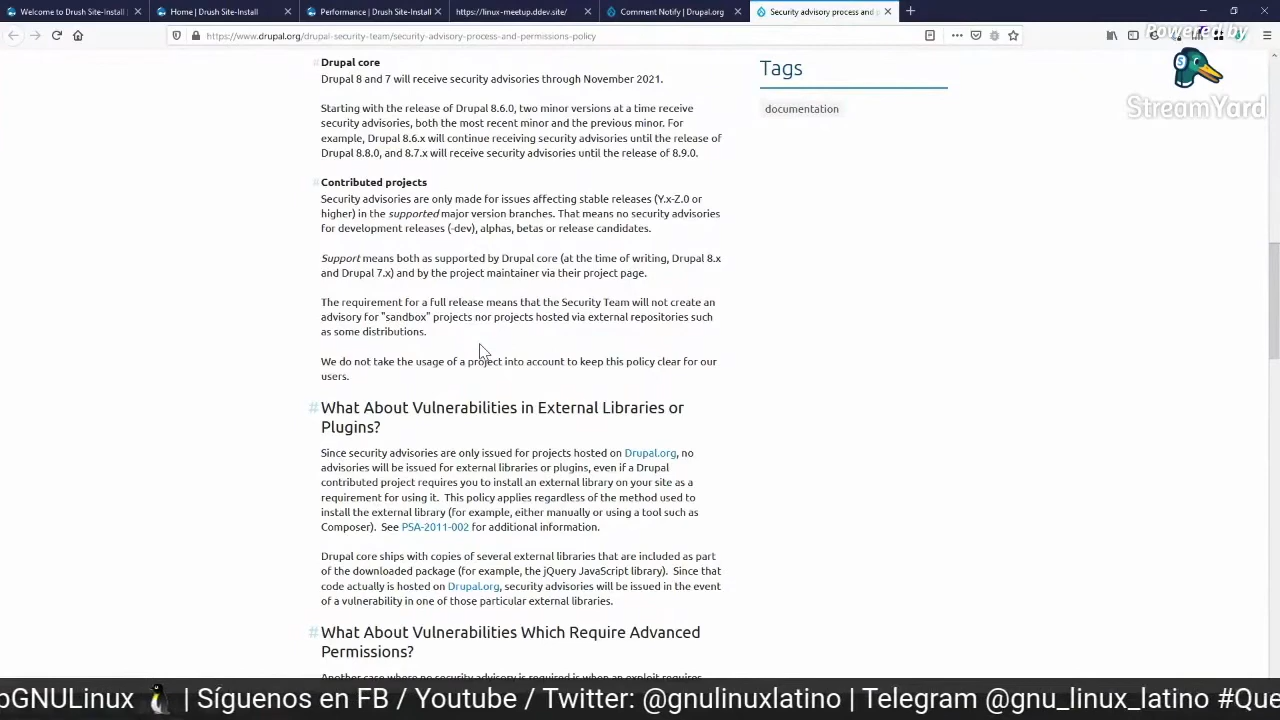 Welcome to Drush Site-Install
Home | Drush Site-Install
Performance | Drush Site-Install
https://linux-meetup.ddev.site/
Comment Notify | Drupal.org
Security advisory process and p
https://www.drupal.org/drupal-security-team/security-advisory-process-and-permissions-policy
Powered by
StreamYard
# Drupal core
Drupal 8 and 7 will receive security advisories through November 2021.
Starting with the release of Drupal 8.6.0, two minor versions at a time receive
security advisories, both the most recent minor and the previous minor. For
example, Drupal 8.6.x will continue receiving security advisories until the release of
Drupal 8.8.0, and 8.7.x will receive security advisories until the release of 8.9.0.
# Contributed projects
Security advisories are only made for issues affecting stable releases (Y.x-Z.0 or
higher) in the supported major version branches. That means no security advisories
for development releases (-dev), alphas, betas or release candidates.
Support means both as supported by Drupal core (at the time of writing, Drupal 8.x
and Drupal 7.x) and by the project maintainer via their project page.
The requirement for a full release means that the Security Team will not create an
advisory for "sandbox" projects nor projects hosted via external repositories such
as some distributions.
We do not take the usage of a project into account to keep this policy clear for our
users.
# What About Vulnerabilities in External Libraries or
Plugins?
Since security advisories are only issued for projects hosted on Drupal.org, no
advisories will be issued for external libraries or plugins, even if a Drupal
contributed project requires you to install an external library on your site as a
requirement for using it. This policy applies regardless of the method used to
install the external library (for example, either manually or using a tool such as
Composer). See PSA-2011-002 for additional information.
Drupal core ships with copies of several external libraries that are included as part
of the downloaded package (for example, the jQuery JavaScript library). Since that
code actually is hosted on Drupal.org, security advisories will be issued in the event
of a vulnerability in one of those particular external libraries.
# What About Vulnerabilities Which Require Advanced
Permissions?
Another case where no security advisory is required is when an exploit requires
Tags
documentation
pGNULinux | Síguenos en FB / Youtube / Twitter: @gnulinuxlatino | Telegram @gnu_linux_latino #Que